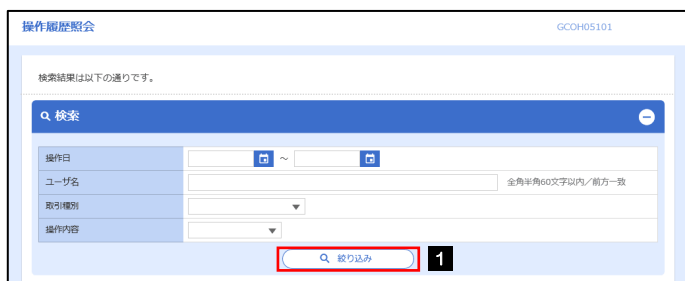 操作履歴照会 GCOH05101
検索結果は以下の通りです。
検索
操作日 ～
ユーザ名 全角半角60文字以内／前方一致
取引種別
操作内容
絞り込み 1